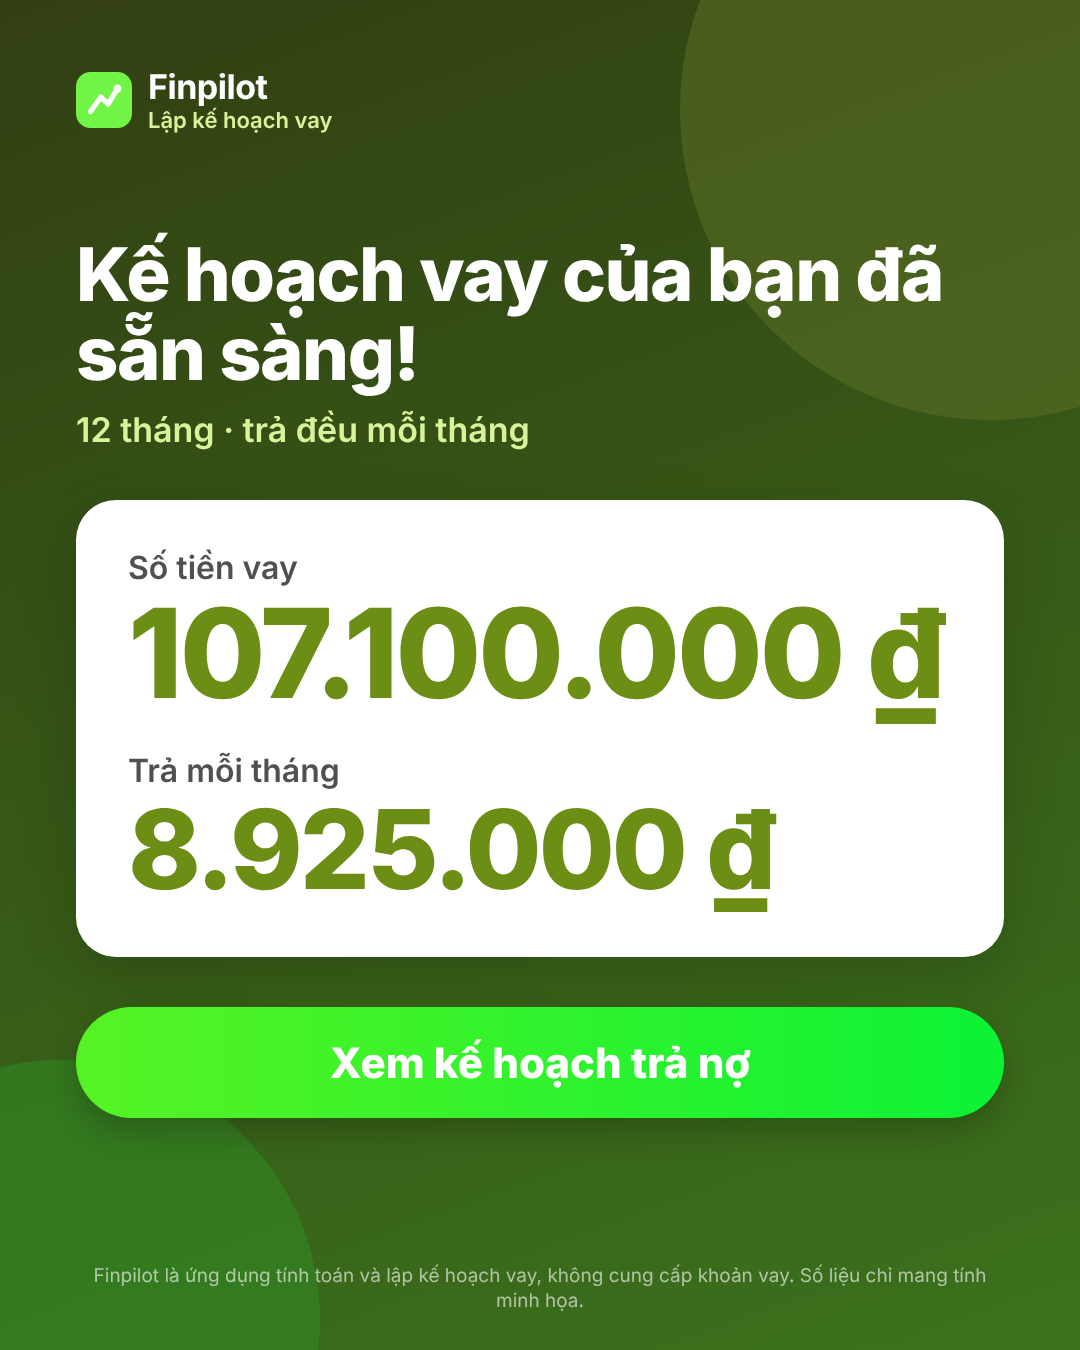 Finpilot
Lập kế hoạch vay
Kế hoạch vay của bạn đã
sẵn sàng!
12 tháng · trả đều mỗi tháng
Số tiền vay
107.100.000 ₫
Trả mỗi tháng
8.925.000 ₫
Xem kế hoạch trả nợ
Finpilot là ứng dụng tính toán và lập kế hoạch vay, không cung cấp khoản vay. Số liệu chỉ mang tính
minh họa.